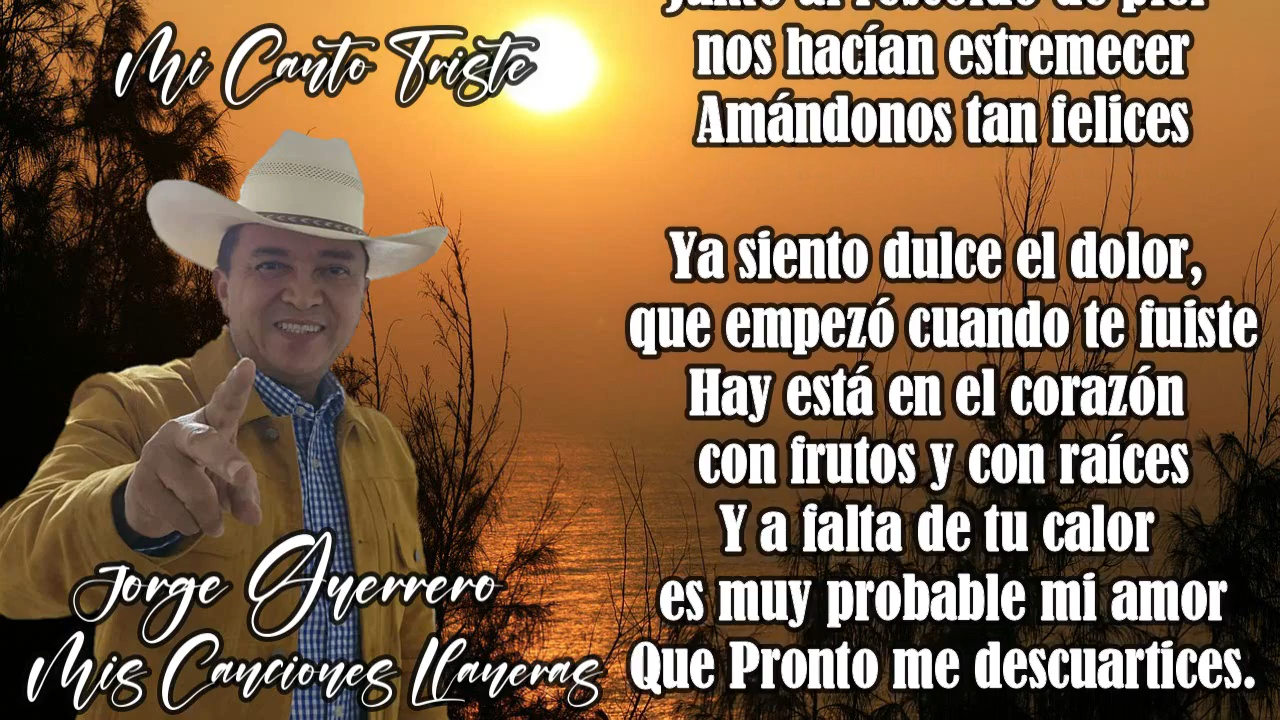 Mi Canto Triste
nos hacían estremecer
Amándonos tan felices
Ya siento dulce el dolor,
que empezó cuando te fuiste
Hay está en el corazón
con frutos y con raíces
Y a falta de tu calor
es muy probable mi amor
Que Pronto me descuartices.
Jorge Guerrero
Mis Canciones Llaneras